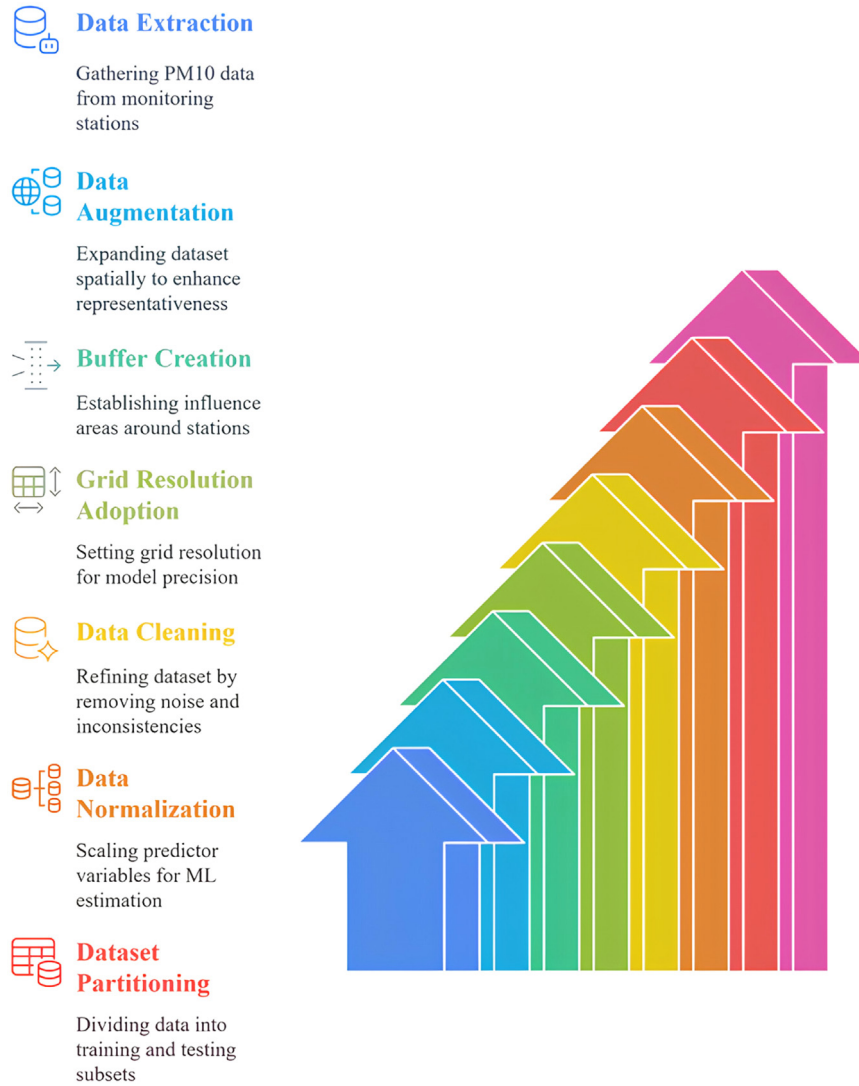 Data Extraction
Gathering PM10 data
from monitoring
stations
Data
Augmentation
Expanding dataset
spatially to enhance
representativeness
Buffer Creation
Establishing influence
areas around stations
Grid Resolution
Adoption
Setting grid resolution
for model precision
Data Cleaning
Refining dataset by
removing noise and
inconsistencies
Data
Normalization
Scaling predictor
variables for ML
estimation
Dataset
Partitioning
Dividing data into
training and testing
subsets